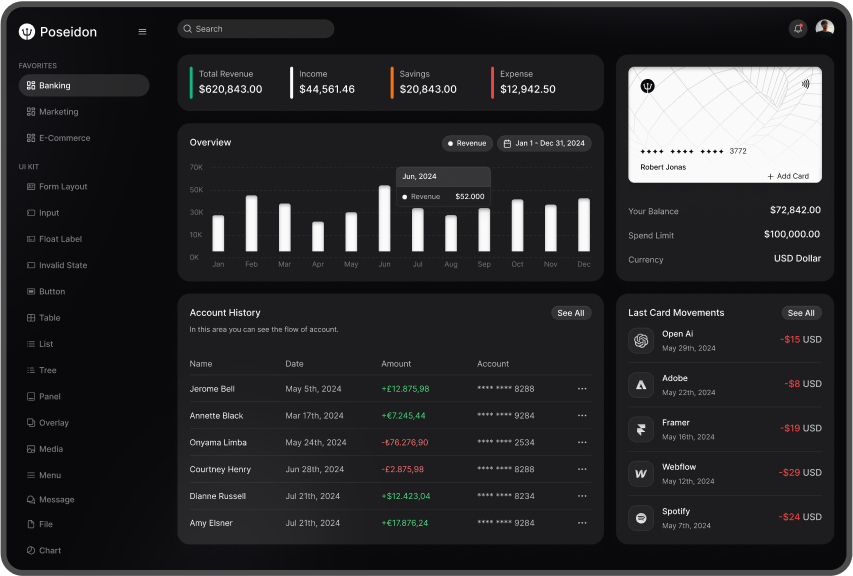 Poseidon
Search
FAVORITES
Banking
Marketing
E-Commerce
UI KIT
Form Layout
Input
Float Label
Invalid State
Button
Table
List
Tree
Panel
Overlay
Media
Menu
Message
File
Chart
Total Revenue
$620,843.00
Income
$44,561.46
Savings
$20,843.00
Expense
$12,942.50
Overview
Revenue
Jan 1 - Dec 31, 2024
70K
50K
30K
10K
0K
Jun, 2024
Revenue $52.000
Jan Feb Mar Apr May Jun Jul Aug Sep Oct Nov Dec
3772
Robert Jonas
+ Add Card
Your Balance $72,842.00
Spend Limit $100,000.00
Currency USD Dollar
Account History
See All
In this area you can see the flow of account.
Name Date Amount Account
Jerome Bell May 5th, 2024 +£12.875,98 **** **** 8288 ···
Annette Black Mar 17th, 2024 +€7.245,44 **** **** 9284 ···
Onyama Limba May 24th, 2024 -₺76.276,90 **** **** 2534 ···
Courtney Henry Jun 28th, 2024 -£2.875,98 **** **** 8288 ···
Dianne Russell Jul 21th, 2024 +$12.423,04 **** **** 8234 ···
Amy Elsner Jul 21th, 2024 +€17.876,24 **** **** 9284 ···
Last Card Movements
See All
Open Ai
May 29th, 2024
-$15 USD
Adobe
May 22th, 2024
-$8 USD
Framer
May 16th, 2024
-$19 USD
Webflow
May 12th, 2024
-$29 USD
Spotify
May 7th, 2024
-$24 USD